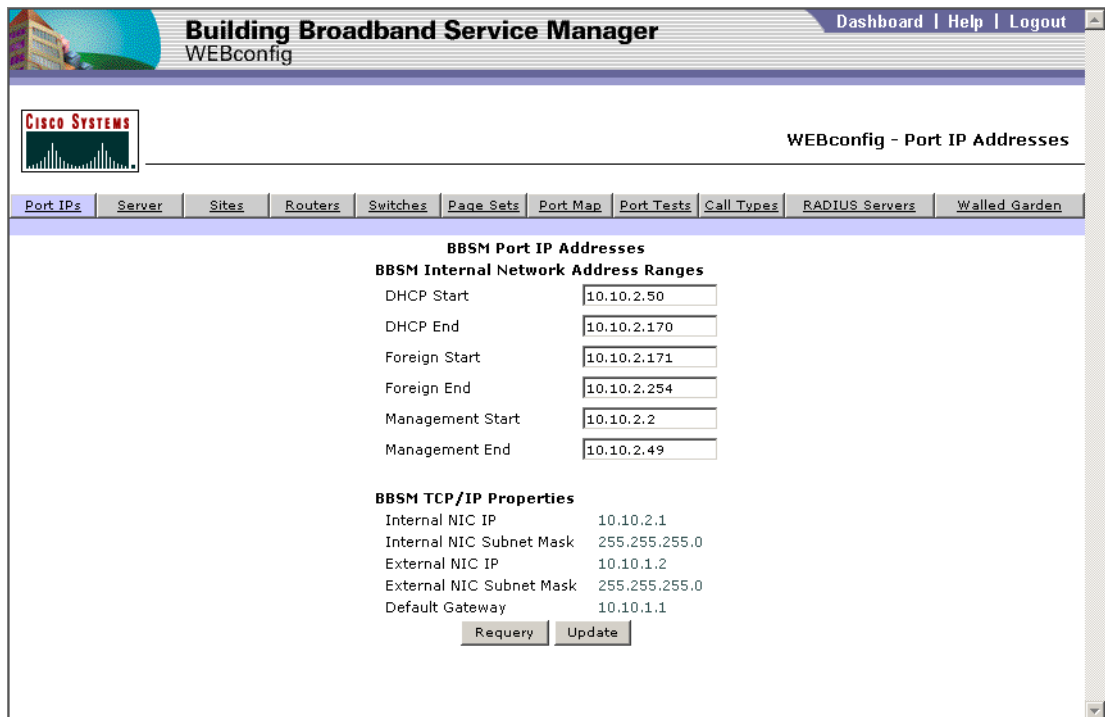 Building Broadband Service Manager
WEBconfig
Dashboard | Help | Logout
CISCO SYSTEMS
WEBconfig - Port IP Addresses
Port IPs Server Sites Routers Switches Page Sets Port Map Port Tests Call Types RADIUS Servers Walled Garden
BBSM Port IP Addresses
BBSM Internal Network Address Ranges
DHCP Start 10.10.2.50
DHCP End 10.10.2.170
Foreign Start 10.10.2.171
Foreign End 10.10.2.254
Management Start 10.10.2.2
Management End 10.10.2.49
BBSM TCP/IP Properties
Internal NIC IP 10.10.2.1
Internal NIC Subnet Mask 255.255.255.0
External NIC IP 10.10.1.2
External NIC Subnet Mask 255.255.255.0
Default Gateway 10.10.1.1
Requery Update